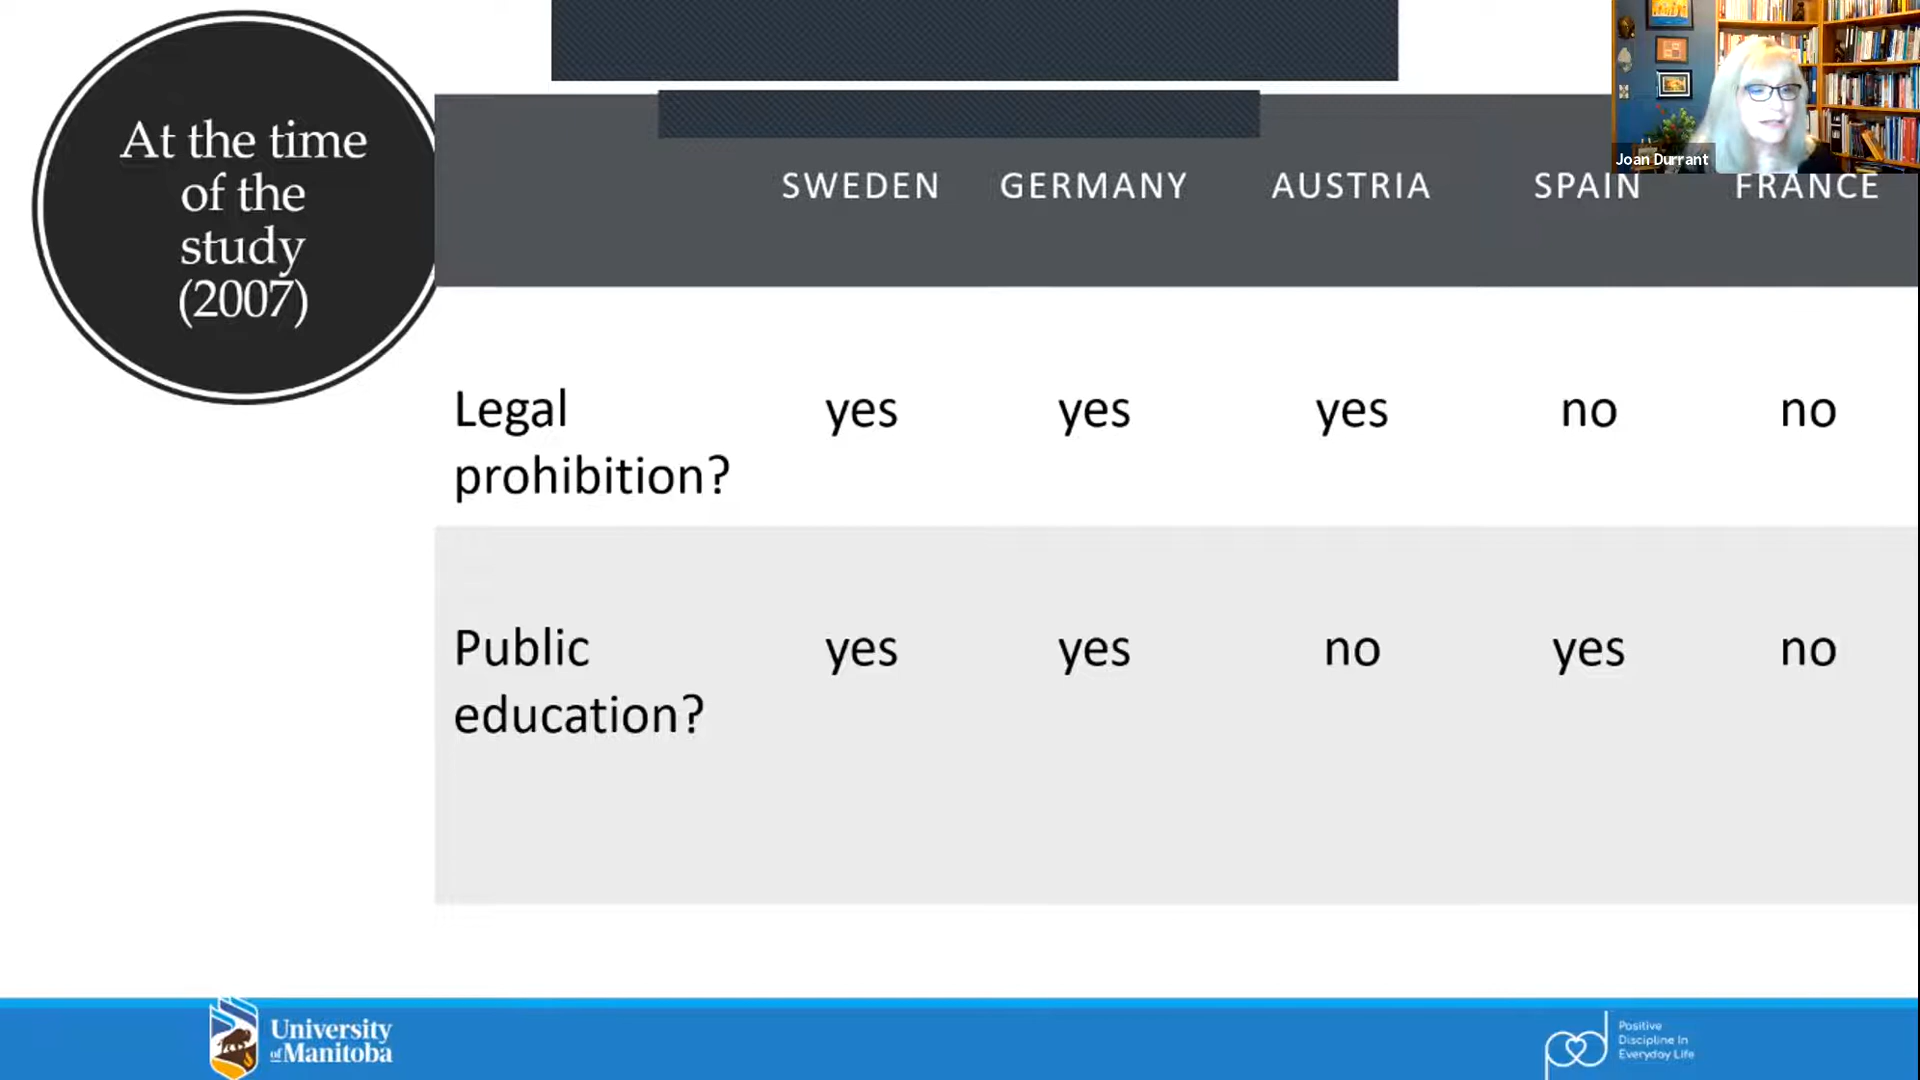 At the time
of the
study
(2007)
Joan Durrant
SWEDEN GERMANY AUSTRIA SPAIN FRANCE
Legal yes yes yes no no
prohibition?
Public yes yes no yes no
education?
University
of Manitoba
Positive
Discipline In
Everyday Life